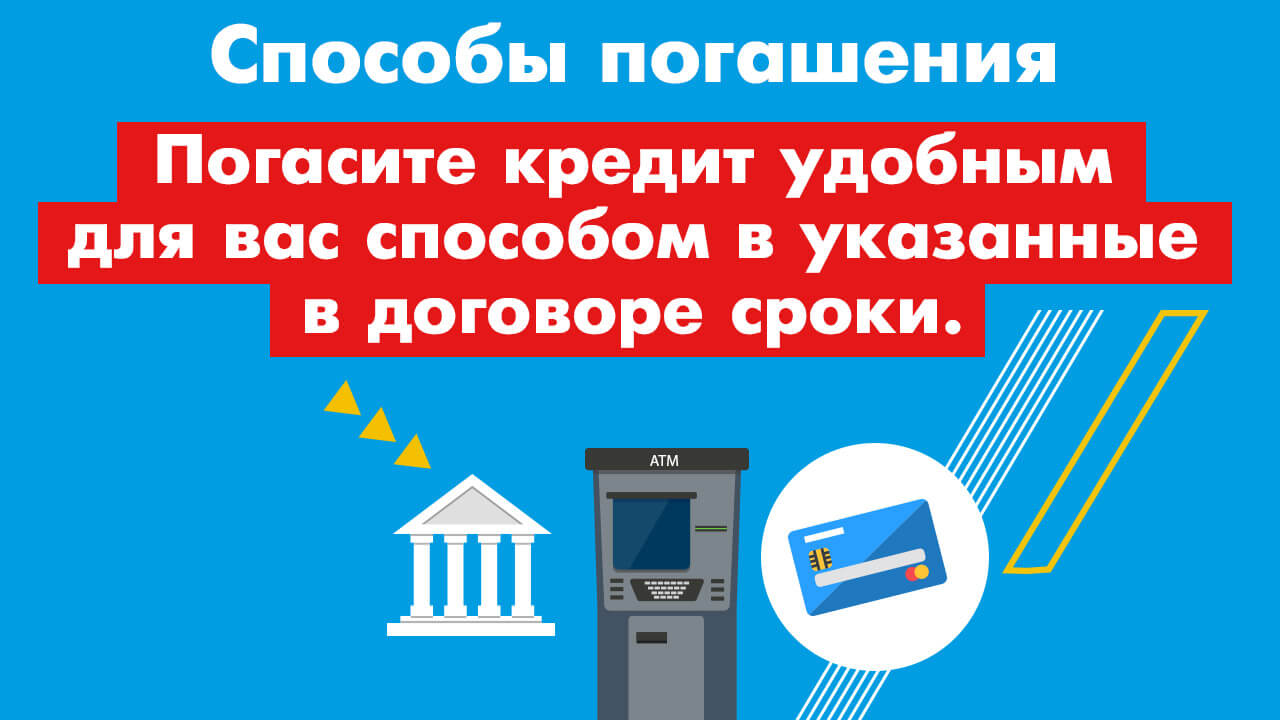 Способы погашения
Погасите кредит удобным
для вас способом в указанные
в договоре сроки.
ATM